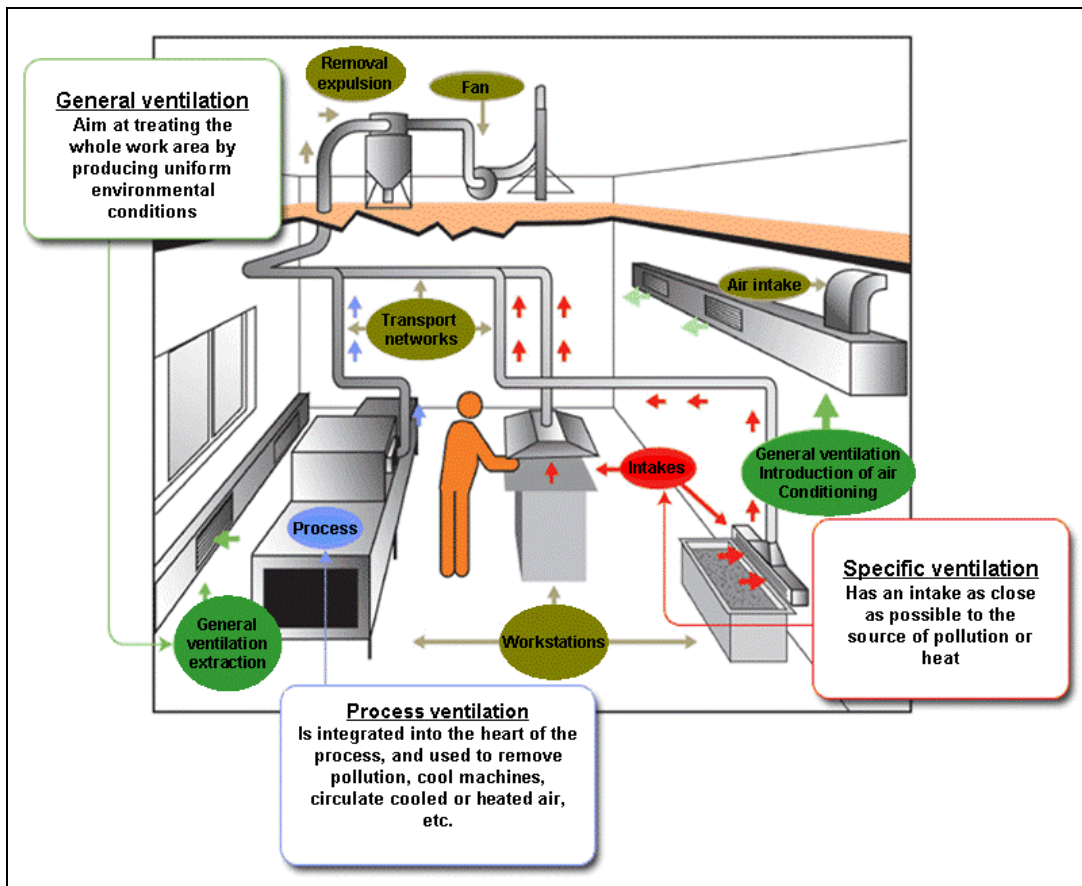 General ventilation
Aim at treating the
whole work area by
producing uniform
environmental
conditions
Removal
expulsion
Fan
Air intake
Transport
networks
General ventilation
Introduction of air
Conditioning
Intakes
Process
General
ventilation
extraction
Workstations
Specific ventilation
Has an intake as close
as possible to the
source of pollution or
heat
Process ventilation
Is integrated into the heart of the
process, and used to remove
pollution, cool machines,
circulate cooled or heated air,
etc.